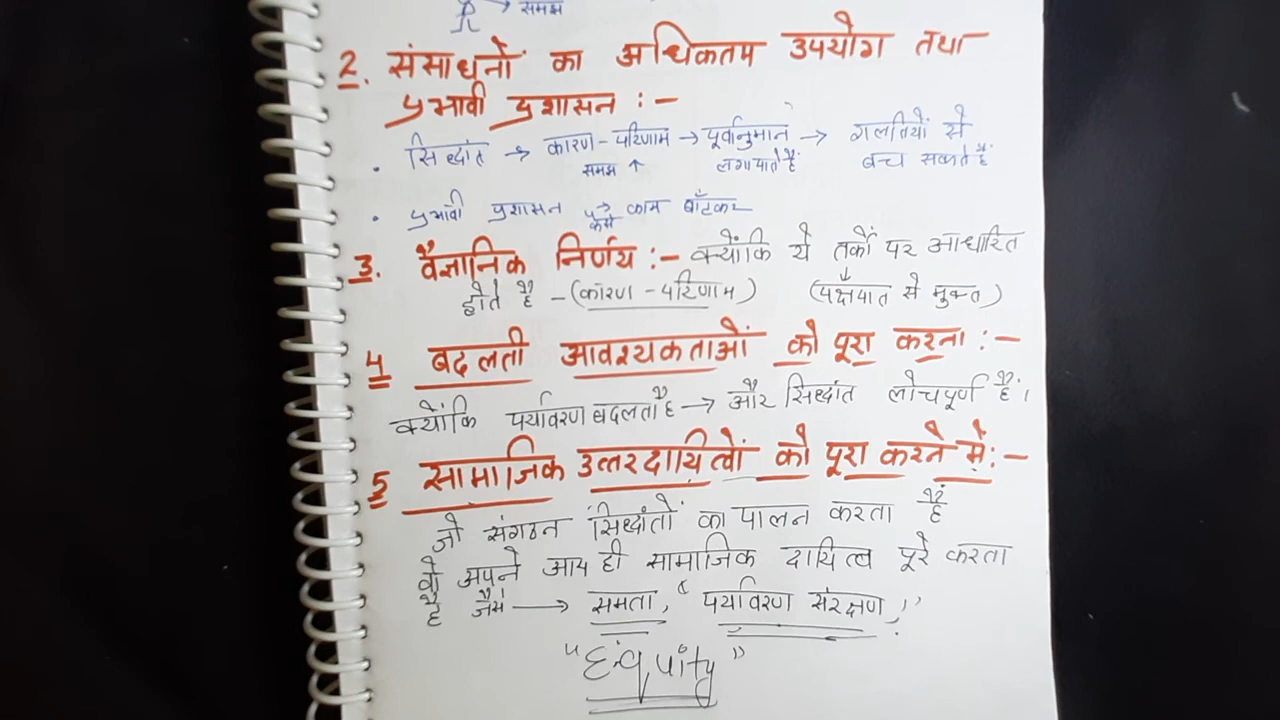 → समझ
2. संसाधनों का अधिकतम उपयोग तथा
प्रभावी प्रशासन :-
• सिद्धांत → कारण-परिणाम → पूर्वानुमान → गलतियों से
समझ ↑ लगा पाते हैं बच सकते हैं
• प्रभावी प्रशासन → काम बाँटकर
कैसे
3. वैज्ञानिक निर्णय :- क्योंकि ये तर्कों पर आधारित
होते है - (कारण - परिणाम) (पक्षपात से मुक्त)
4 बदलती आवश्यकताओं को पूरा करना :-
क्योंकि पर्यावरण बदलता है → और सिद्धांत लोचपूर्ण हैं।
5 सामाजिक उत्तरदायित्वों को पूरा करने में :-
जो संगठन सिद्धांतों का पालन करता है
वो अपने आप ही सामाजिक दायित्व पूरे करता
है जैसे → समता, "पर्यावरण संरक्षण,"
"Equity"